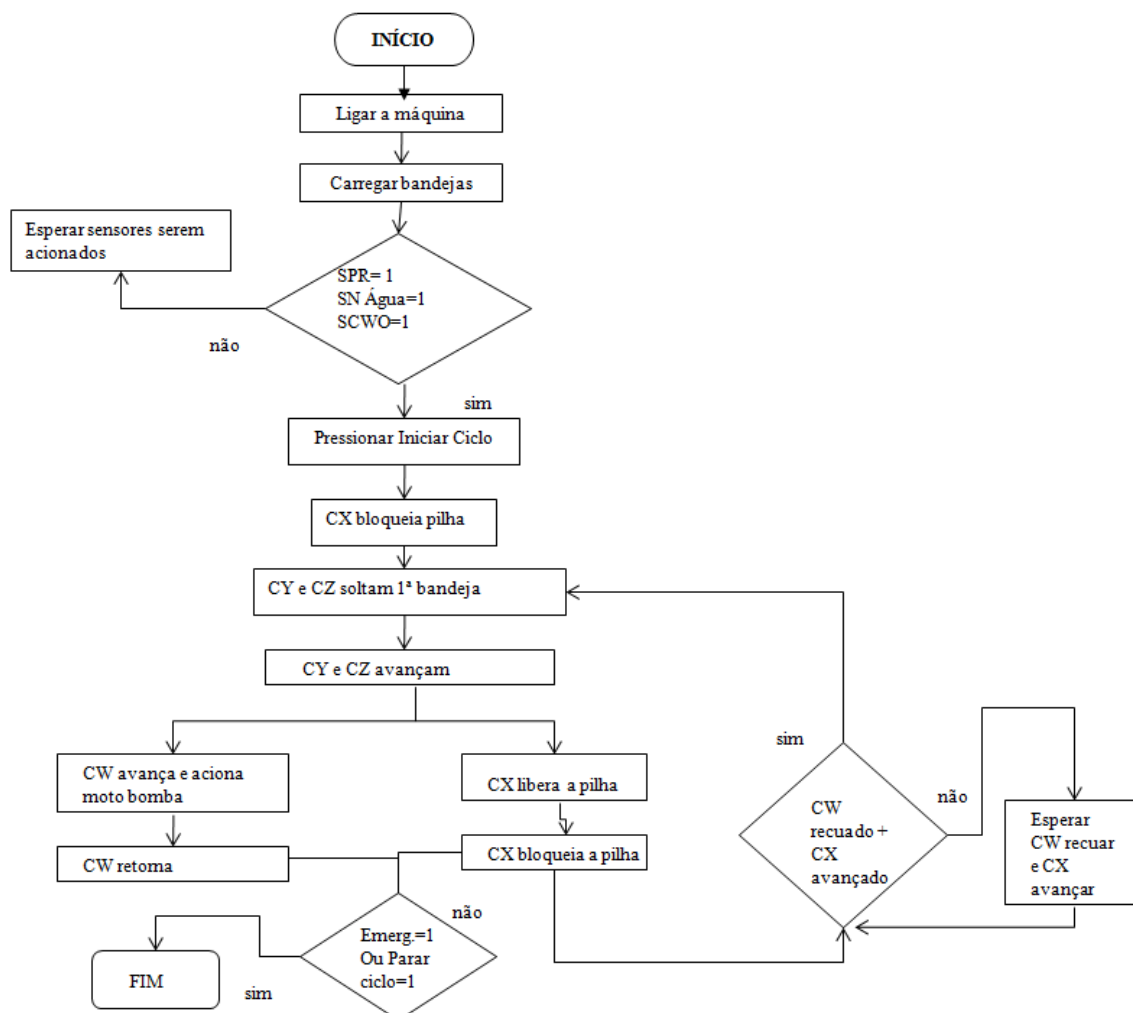 INÍCIO
Ligar a máquina
Carregar bandejas
Esperar sensores serem
acionados
SPR= 1
SN Água=1
SCWO=1
não
sim
Pressionar Iniciar Ciclo
CX bloqueia pilha
CY e CZ soltam 1ª bandeja
CY e CZ avançam
CW avança e aciona
moto bomba
CX libera a pilha
CW retorna
CX bloqueia a pilha
Emerg.=1
Ou Parar
ciclo=1
não
sim
FIM
CW
recuado +
CX
avançado
sim
não
Esperar
CW recuar
e CX
avançar